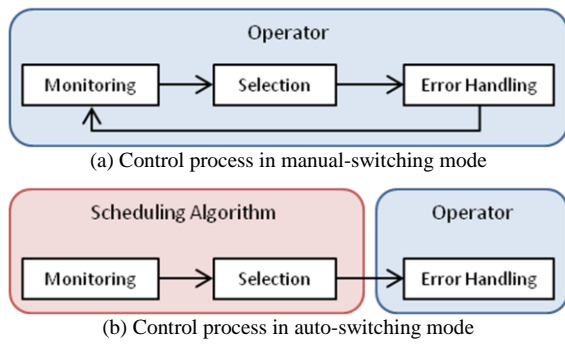 Operator
Monitoring Selection Error Handling
(a) Control process in manual-switching mode
Scheduling Algorithm Operator
Monitoring Selection Error Handling
(b) Control process in auto-switching mode